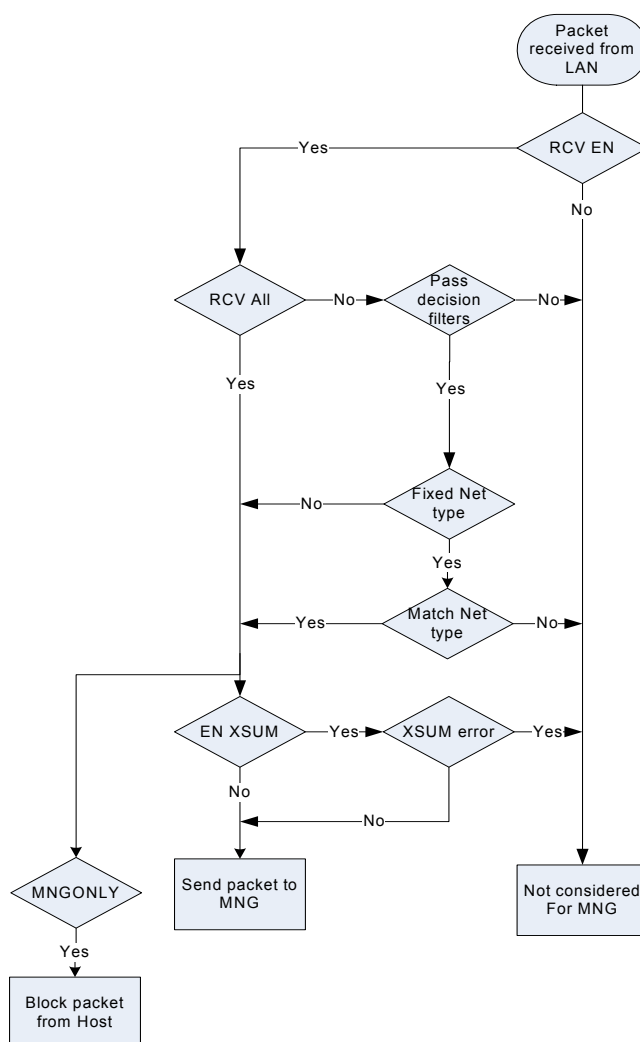 Packet
received from
LAN
Yes
RCV EN
No
RCV All
No
Pass
decision
filters
No
Yes
Yes
No
Fixed Net
type
Yes
Yes
Match Net
type
No
EN XSUM
Yes
XSUM error
Yes
No
No
MNGONLY
Send packet to
MNG
Not considered
For MNG
Yes
Block packet
from Host